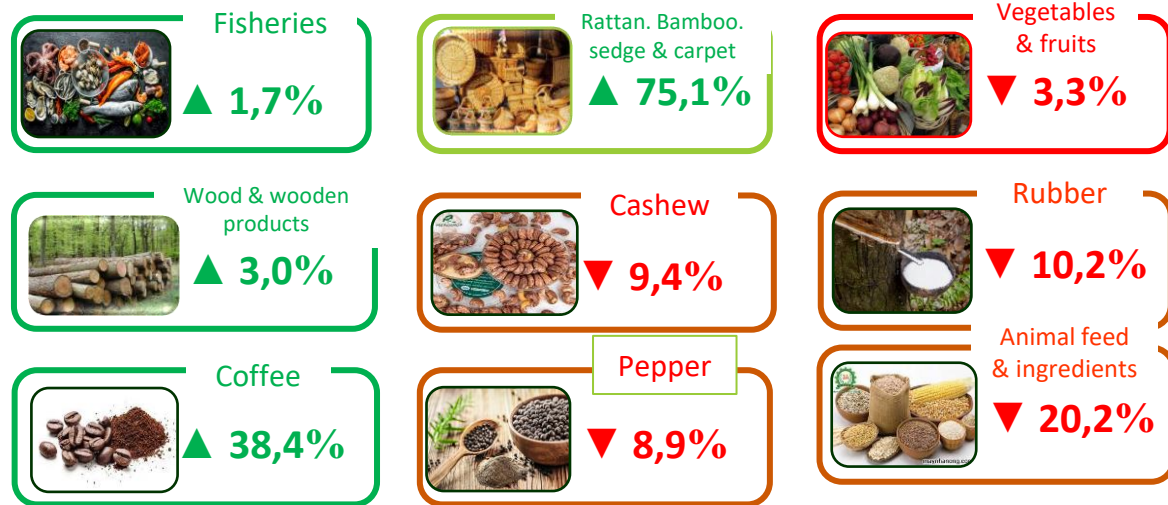 Fisheries
▲ 1,7%
Rattan. Bamboo.
sedge & carpet
▲ 75,1%
Vegetables
& fruits
▼ 3,3%
Wood & wooden
products
▲ 3,0%
Cashew
▼ 9,4%
Rubber
▼ 10,2%
Coffee
▲ 38,4%
Pepper
▼ 8,9%
Animal feed
& ingredients
▼ 20,2%